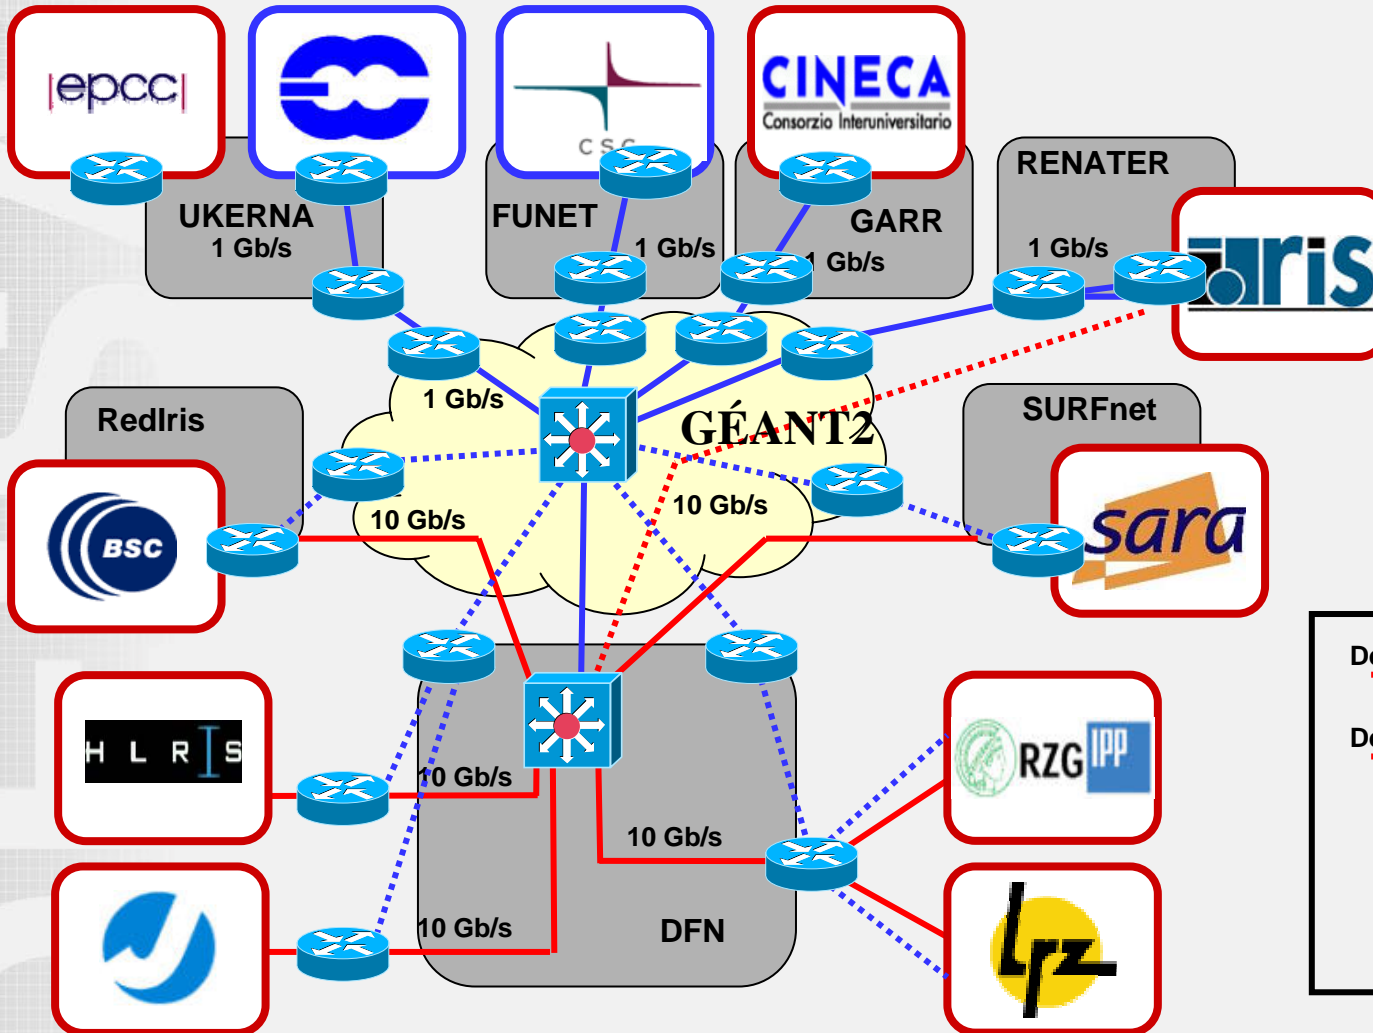 epcc
CSC
CINECA
Consorzio Interuniversitario
UKERNA
1 Gb/s
FUNET
1 Gb/s
GARR
1 Gb/s
RENATER
1 Gb/s
idris
RedIris
1 Gb/s
GÉANT2
SURFnet
BSC
10 Gb/s
10 Gb/s
sara
HLRIS
10 Gb/s
RZG IPP
10 Gb/s
10 Gb/s
DFN
lrz